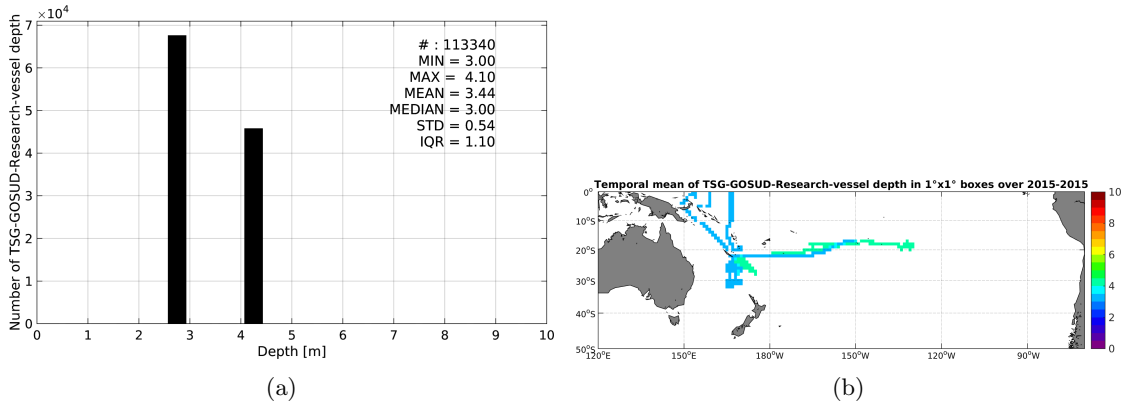 ×10⁴
7
6
5
4
3
2
1
0
Number of TSG-GOSUD-Research-vessel depth
# : 113340
MIN = 3.00
MAX = 4.10
MEAN = 3.44
MEDIAN = 3.00
STD = 0.54
IQR = 1.10
0 1 2 3 4 5 6 7 8 9 10
Depth [m]
(a)
Temporal mean of TSG-GOSUD-Research-vessel depth in 1°x1° boxes over 2015-2015
0°
10°S
20°S
30°S
40°S
50°S
120°E 150°E 180°W 150°W 120°W 90°W
10
8
6
4
2
0
(b)